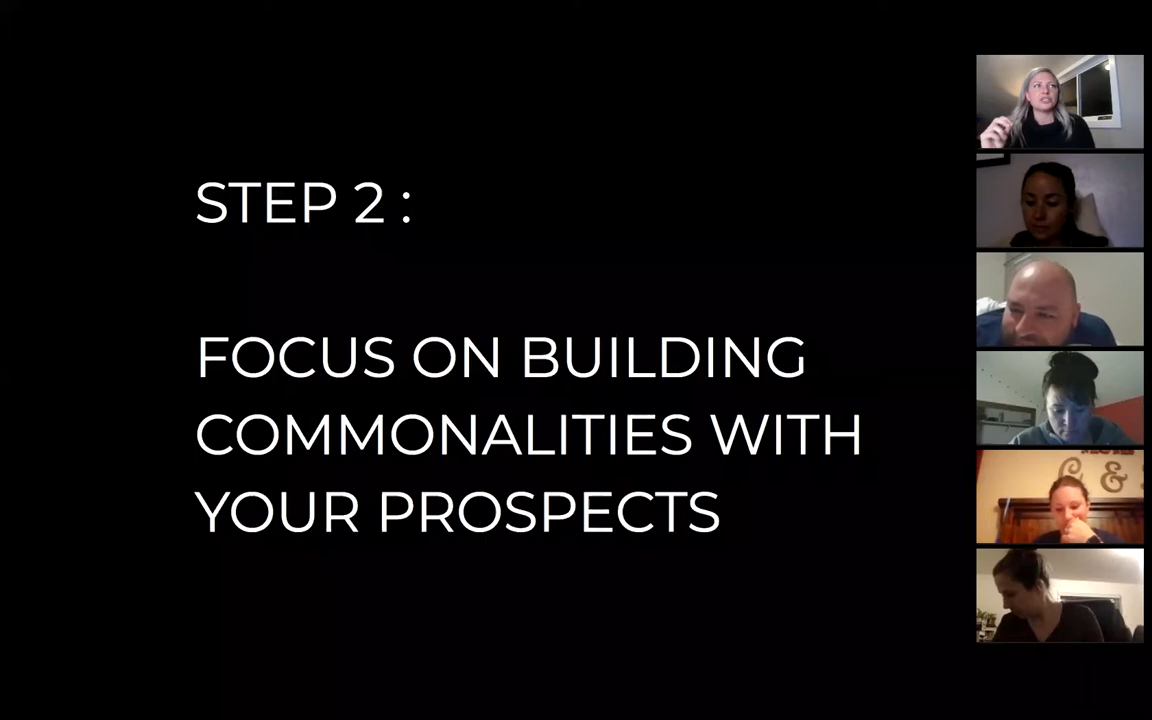 STEP 2 :
FOCUS ON BUILDING
COMMONALITIES WITH
YOUR PROSPECTS
C &